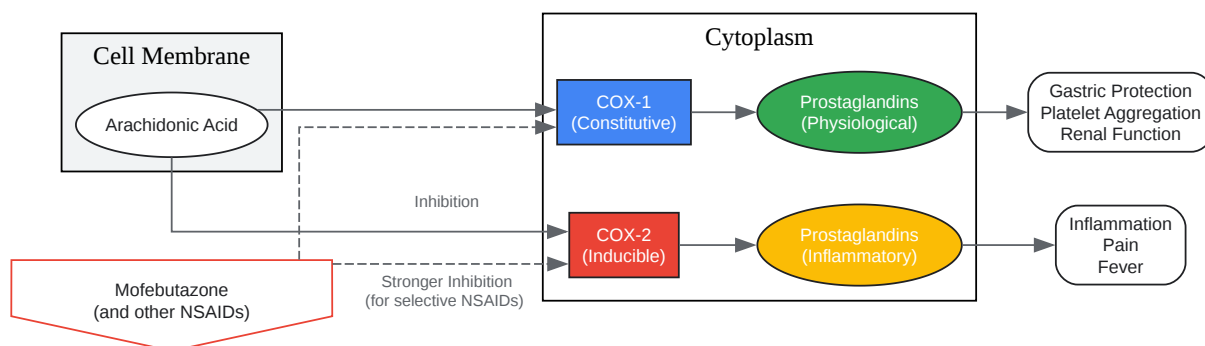 Cell Membrane
Arachidonic Acid
Cytoplasm
COX-1
(Constitutive)
Prostaglandins
(Physiological)
Gastric Protection
Platelet Aggregation
Renal Function
Inhibition
COX-2
(Inducible)
Prostaglandins
(Inflammatory)
Inflammation
Pain
Fever
Stronger Inhibition
(for selective NSAIDs)
Mofebutazone
(and other NSAIDs)